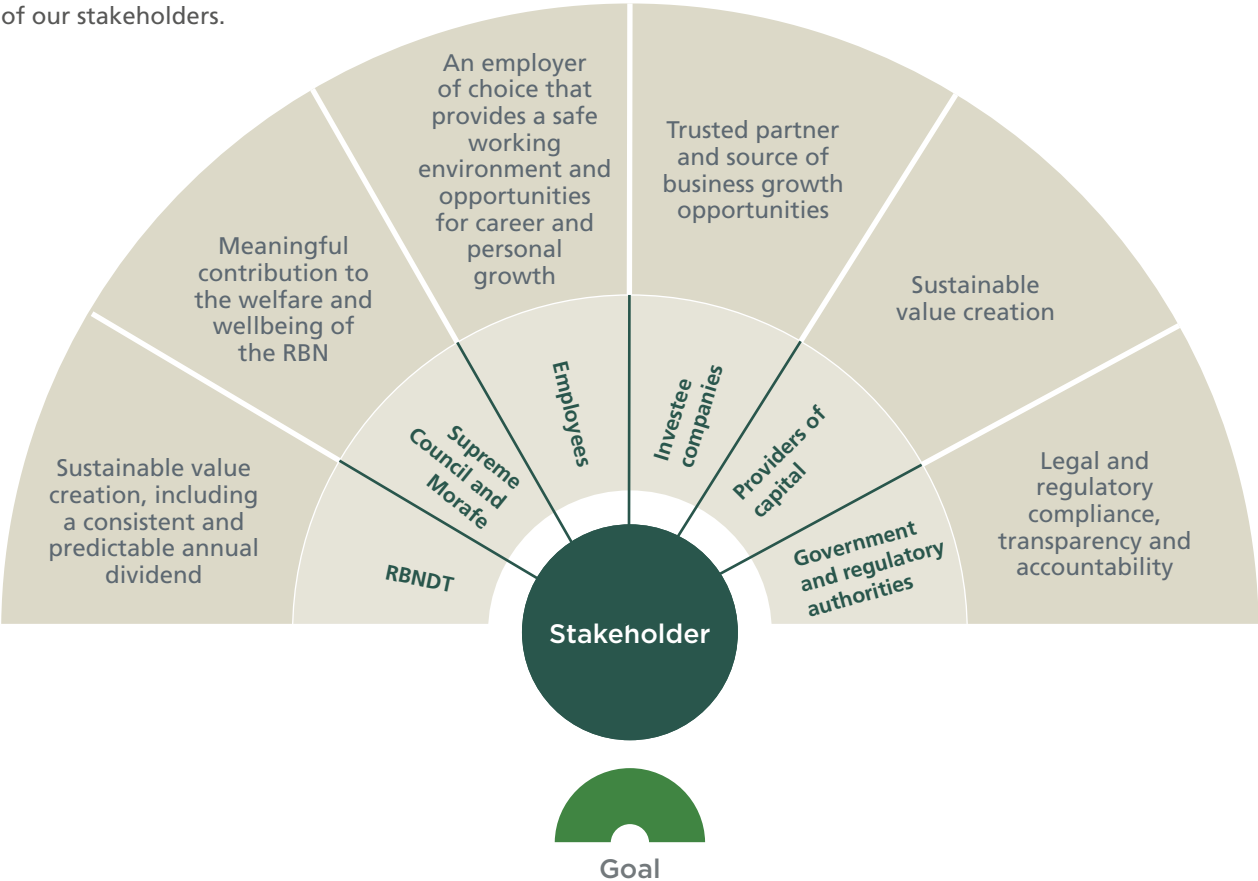 of our stakeholders.
Sustainable value
creation, including
a consistent and
predictable annual
dividend
Meaningful
contribution to
the welfare and
wellbeing of
the RBN
An employer
of choice that
provides a safe
working
environment and
opportunities
for career and
personal
growth
Trusted partner
and source of
business growth
opportunities
Sustainable
value creation
Legal and
regulatory
compliance,
transparency and
accountability
RBNDT
Supreme
Council and
Morafe
Employees
Investee
companies
Providers of
capital
Government
and regulatory
authorities
Stakeholder
Goal